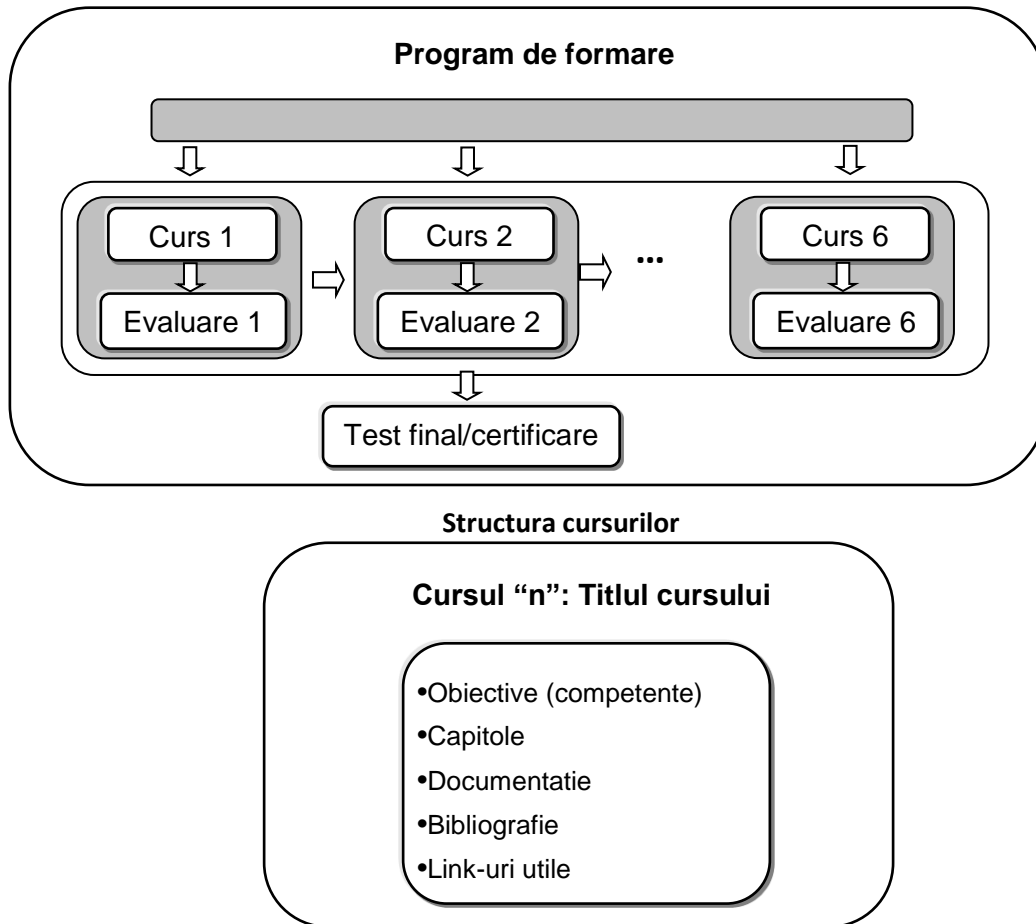 Program de formare
Curs 1
Curs 2
...
Curs 6
Evaluare 1
Evaluare 2
Evaluare 6
Test final/certificare
Structura cursurilor
Cursul “n”: Titlul cursului
•Obiective (competente)
•Capitole
•Documentatie
•Bibliografie
•Link-uri utile